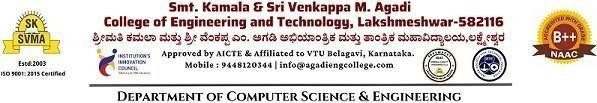 Smt. Kamala & Sri Venkappa M. Agadi
College of Engineering and Technology, Lakshmeshwar-582116
ಶ್ರೀಮತಿ ಕಮಲಾ ಮತ್ತು ಶ್ರೀ ವೆಂಕಪ್ಪ ಎಂ. ಅಗಡಿ ಅಭಿಯಾಂತ್ರಿಕ ಮತ್ತು ತಾಂತ್ರಿಕ ಮಹಾವಿದ್ಯಾಲಯ,ಲಕ್ಷ್ಮೇಶ್ವರ
SK
SVMA
Estd:2003
ISO 9001: 2015 Certified
INSTITUTION'S
INNOVATION
COUNCIL
Approved by AICTE & Affiliated to VTU Belagavi, Karnataka.
Mobile : 9448120344 | info@agadiengcollege.com
B++
NAAC
DEPARTMENT OF COMPUTER SCIENCE & ENGINEERING